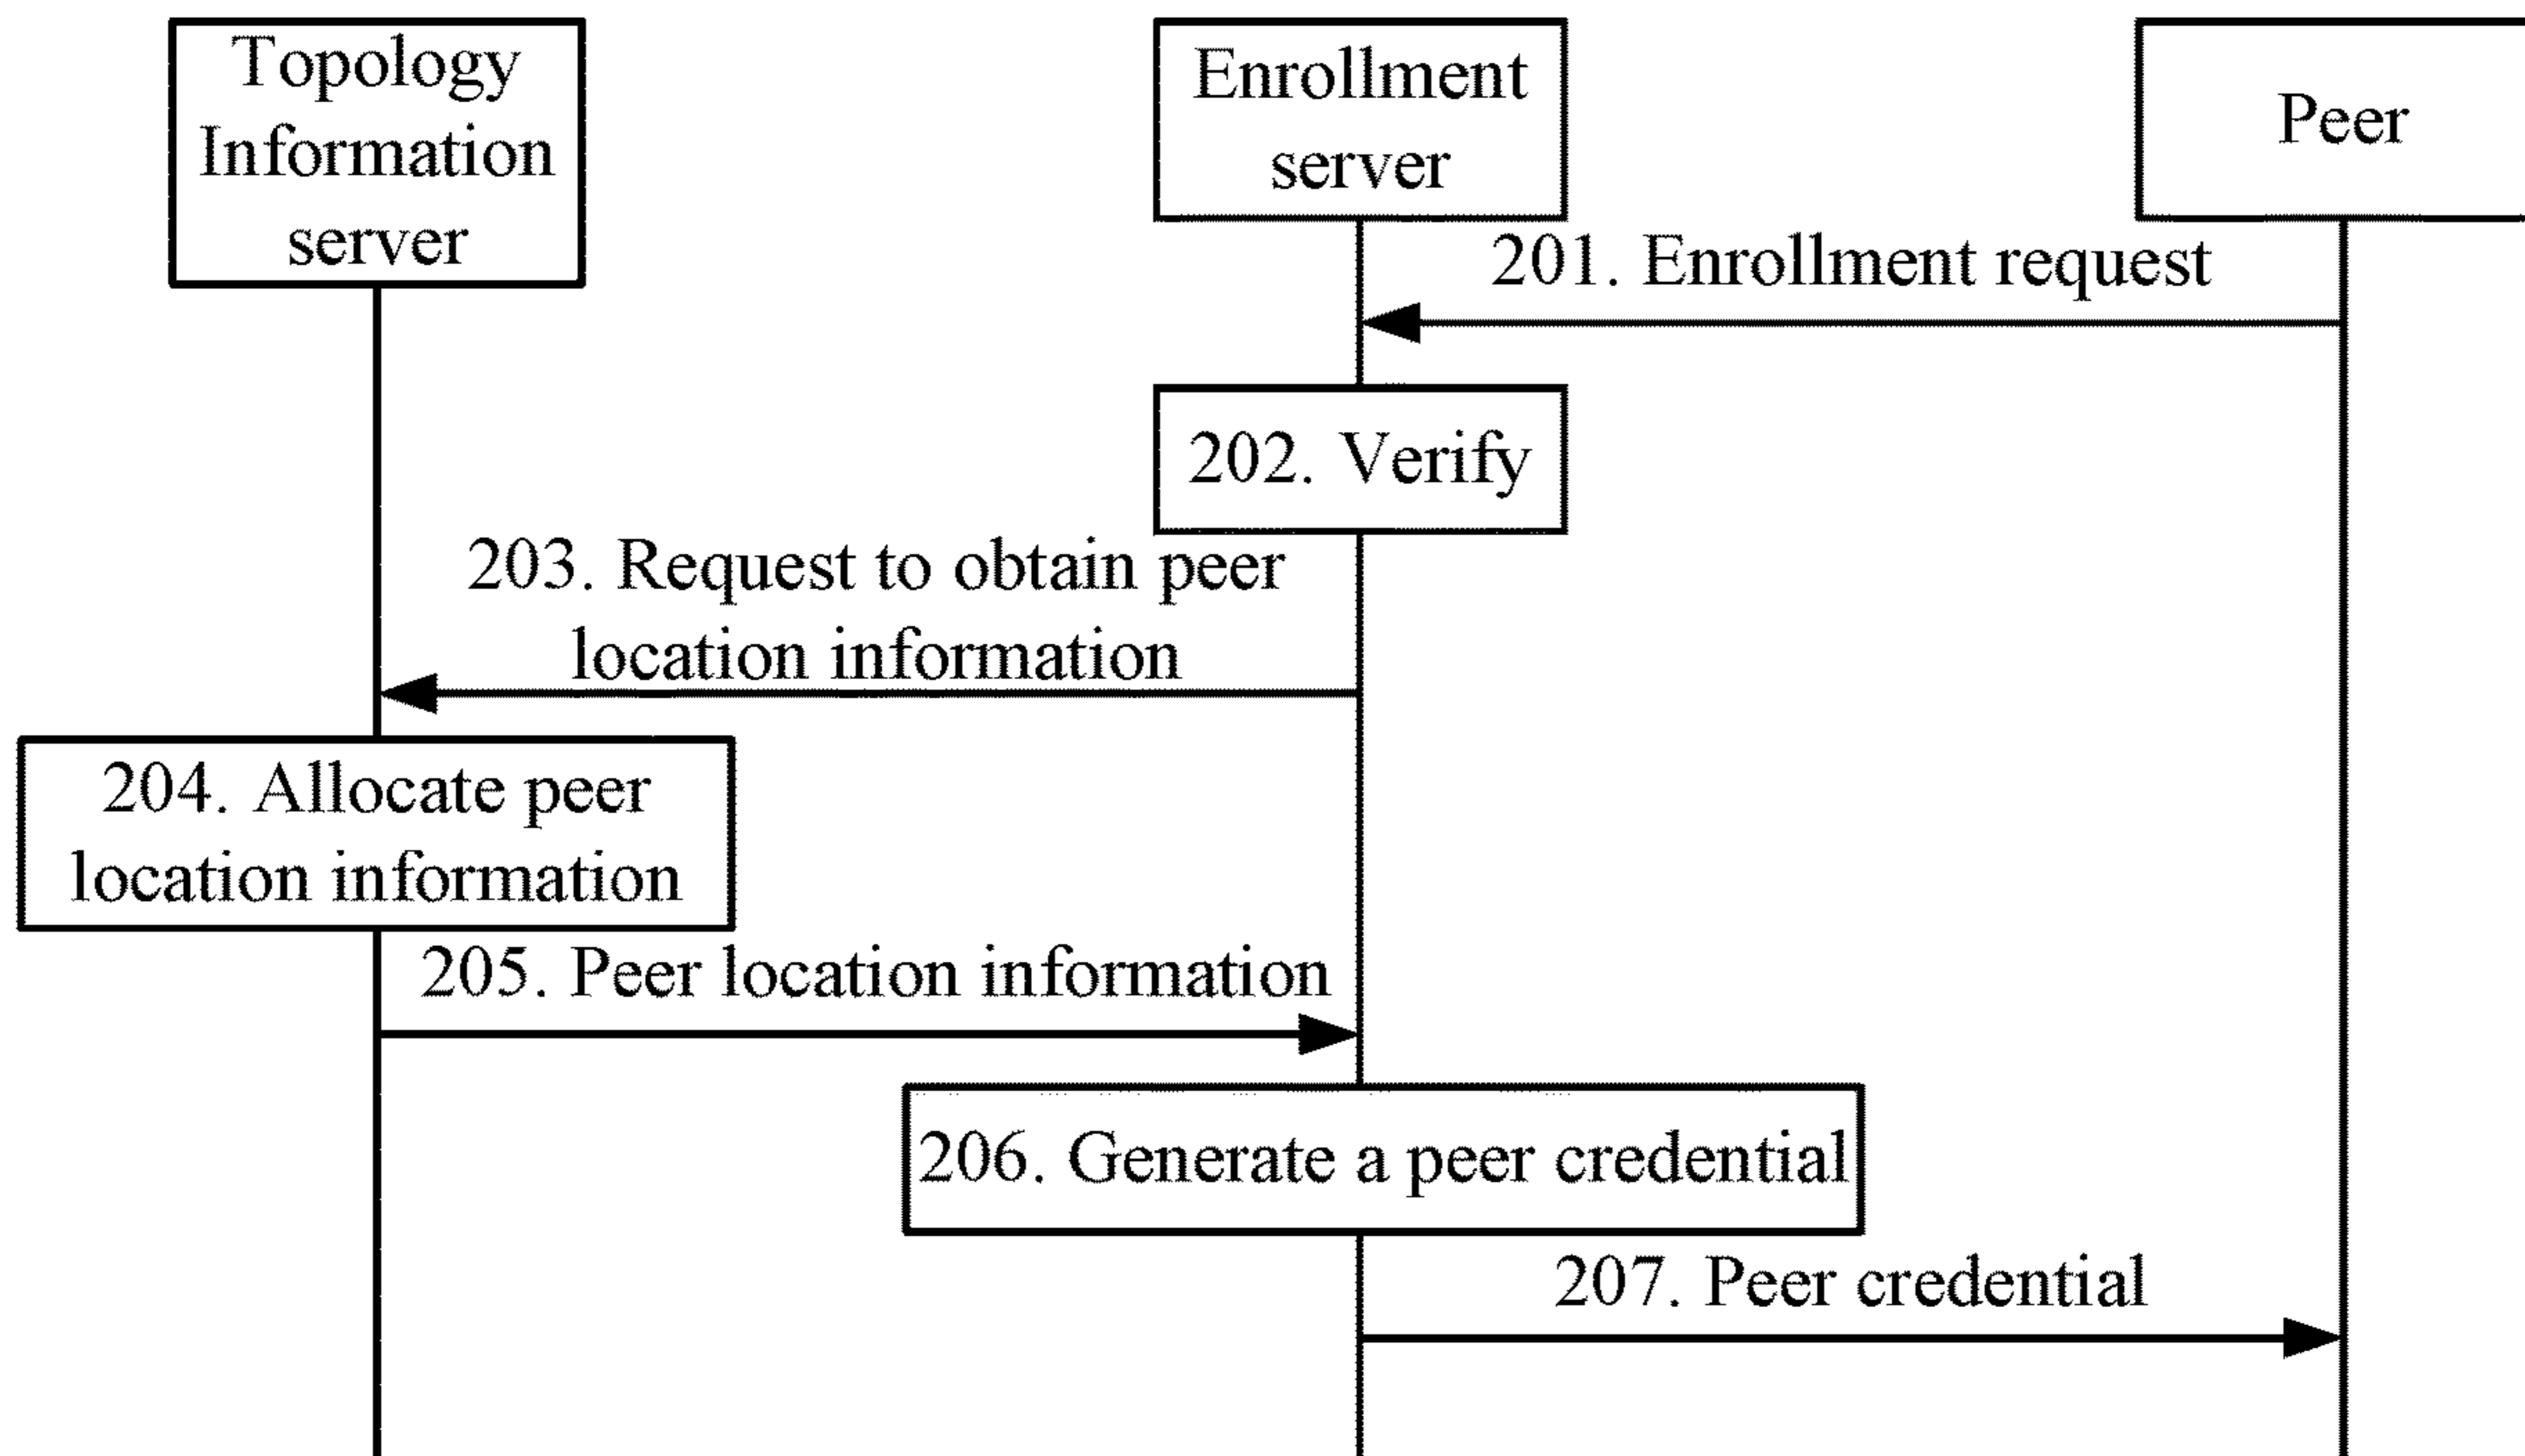 Topology
Information
server
Enrollment
server
Peer
201. Enrollment request
202. Verify
203. Request to obtain peer
location information
204. Allocate peer
location information
205. Peer location information
206. Generate a peer credential
207. Peer credential